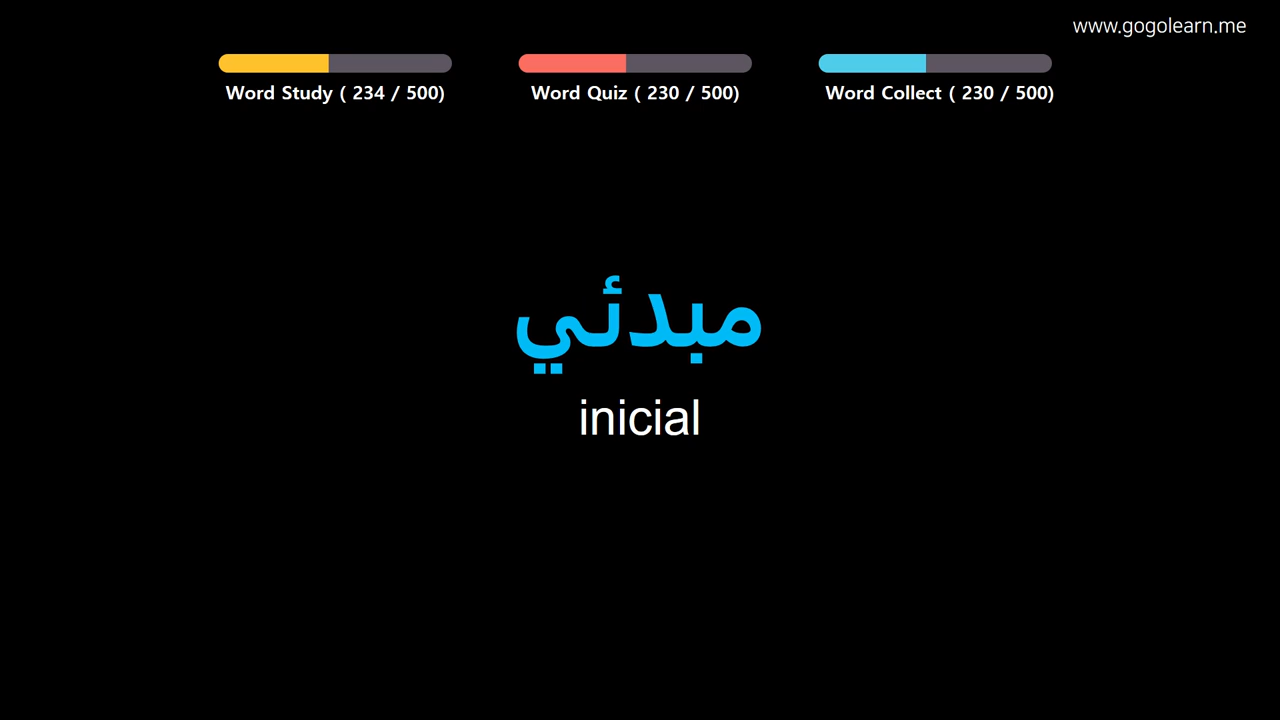 www.gogolearn.me
Word Study ( 234 / 500)
Word Quiz ( 230 / 500)
Word Collect ( 230 / 500)
مبدئي
inicial